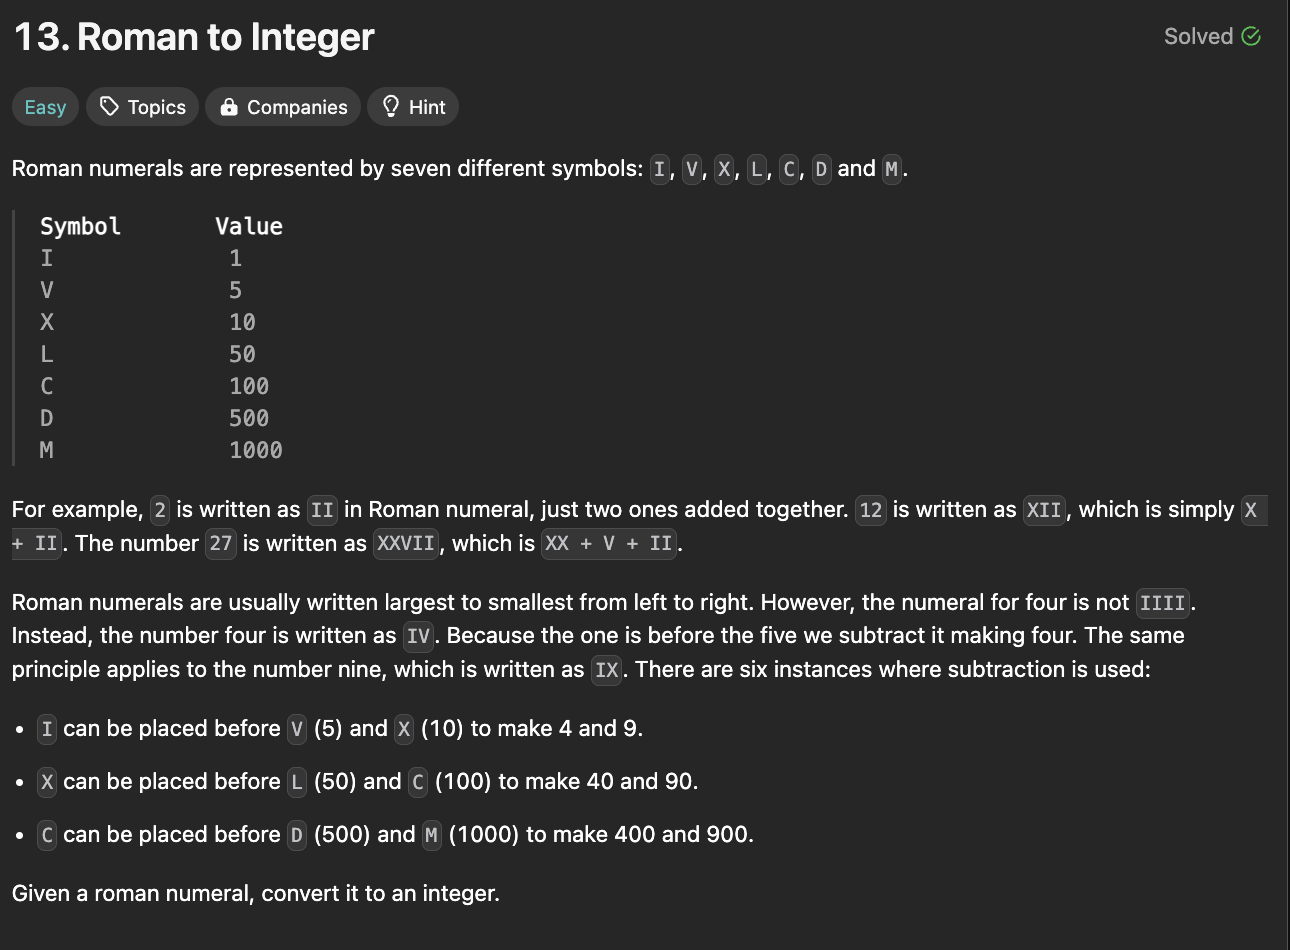 13. Roman to Integer
Solved
Easy
Topics
Companies
Hint
Roman numerals are represented by seven different symbols: I, V, X, L, C, D and M.
Symbol Value
I 1
V 5
X 10
L 50
C 100
D 500
M 1000
For example, 2 is written as II in Roman numeral, just two ones added together. 12 is written as XII, which is simply X
+ II. The number 27 is written as XXVII, which is XX + V + II.
Roman numerals are usually written largest to smallest from left to right. However, the numeral for four is not IIII.
Instead, the number four is written as IV. Because the one is before the five we subtract it making four. The same
principle applies to the number nine, which is written as IX. There are six instances where subtraction is used:
• I can be placed before V (5) and X (10) to make 4 and 9.
• X can be placed before L (50) and C (100) to make 40 and 90.
• C can be placed before D (500) and M (1000) to make 400 and 900.
Given a roman numeral, convert it to an integer.